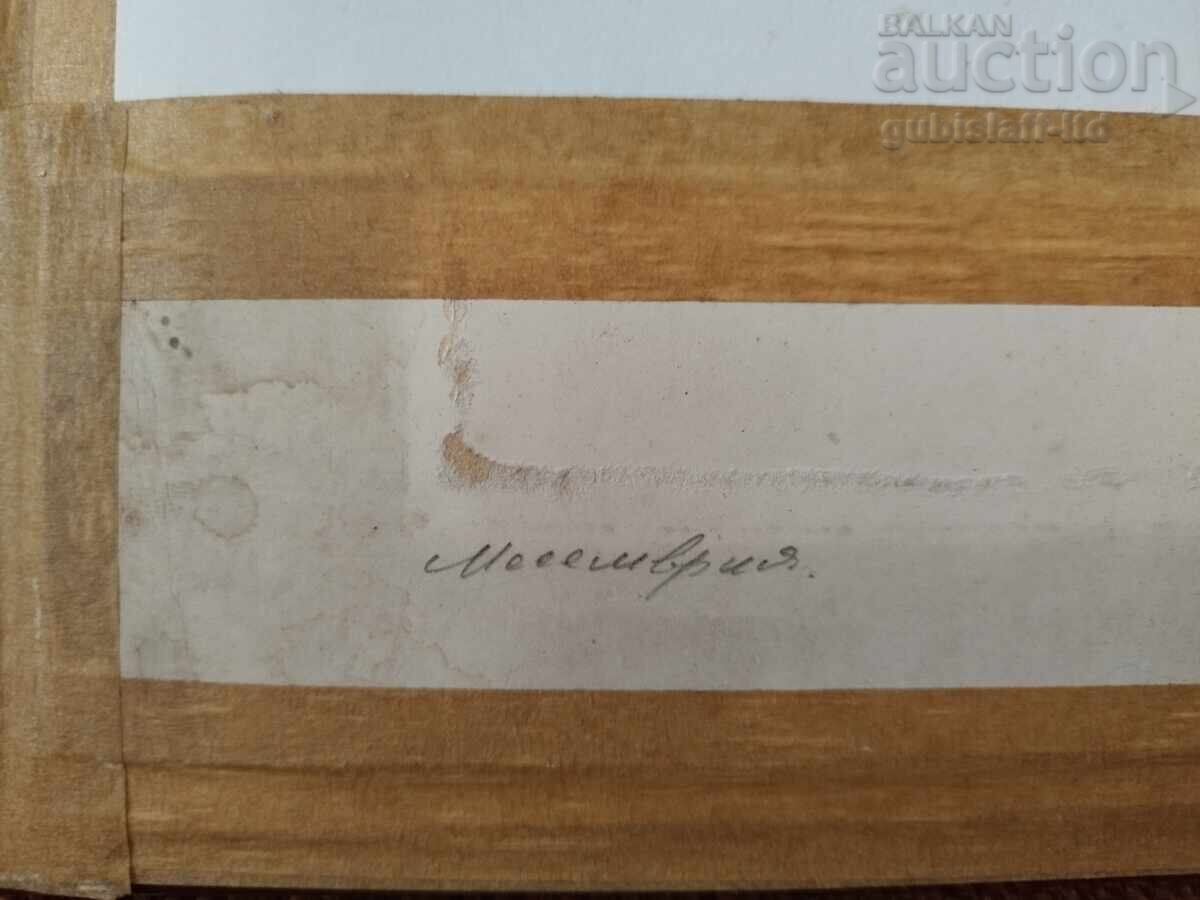 BALKAN
auction
gubislaff-ltd
Месемврия.